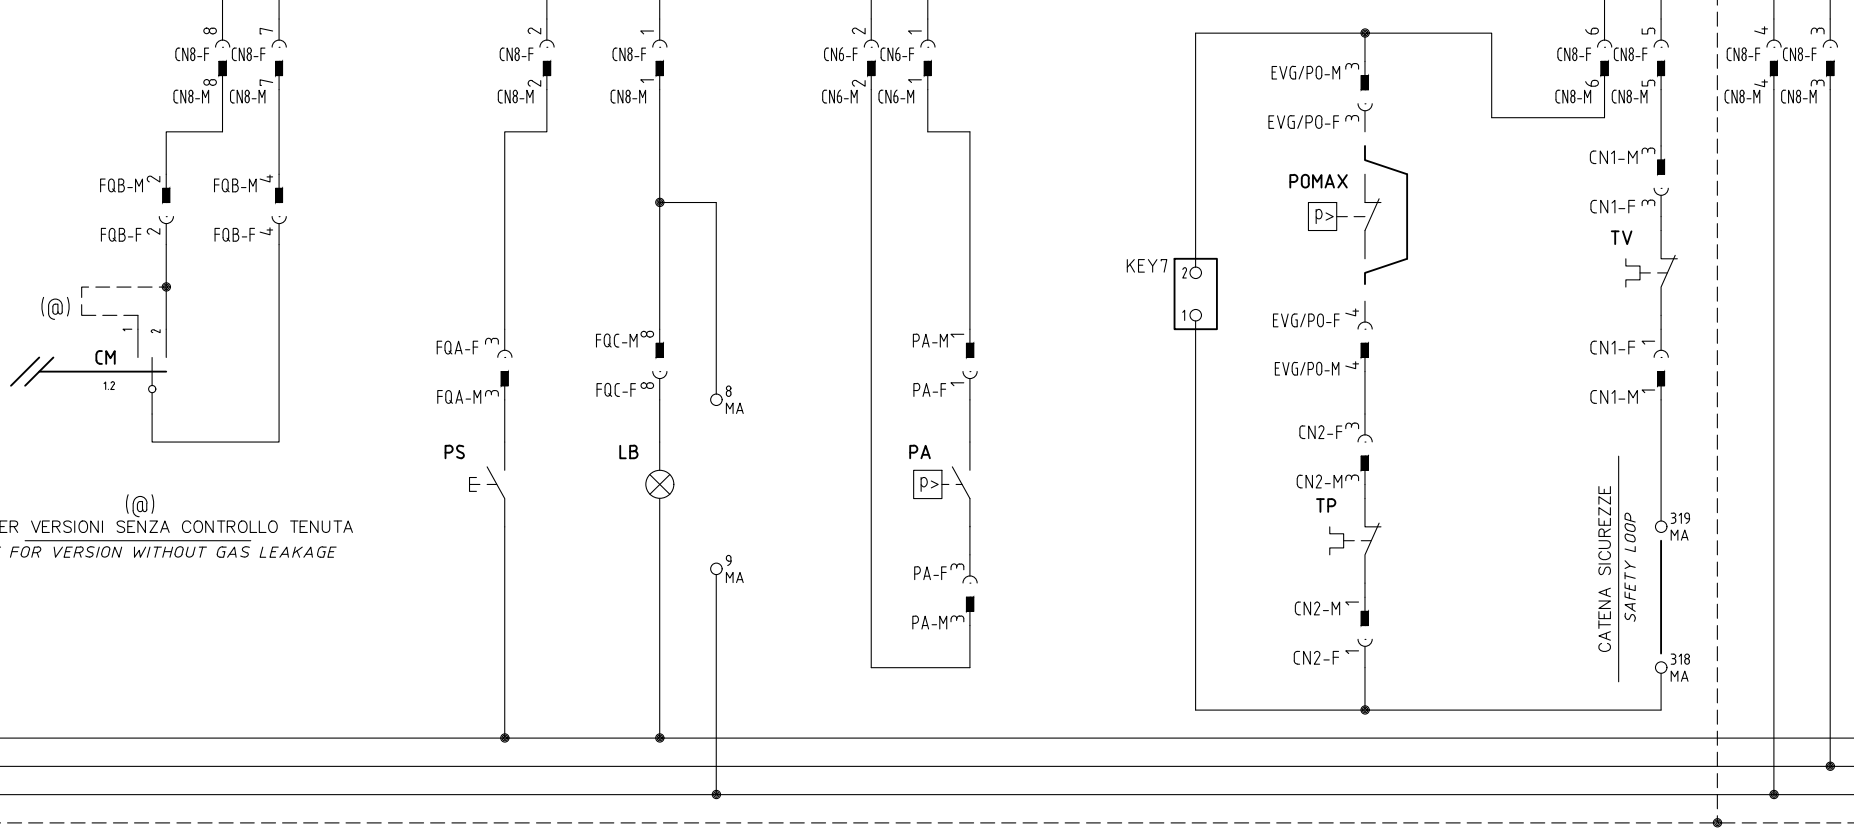 8 7 2 1 2 1 6 5 4 3
CN8-F CN8-F CN8-F CN8-F CN6-F CN6-F CN8-F CN8-F CN8-F CN8-F
8 7 2 1 2 1 6 5 4 3
CN8-M CN8-M CN8-M CN8-M CN6-M CN6-M CN8-M CN8-M CN8-M CN8-M
EVG/PO-M 3
EVG/PO-F 3
CN1-M 3
FQB-M 2
FQB-M 4
POMAX
P>
CN1-F 3
FQB-F 2
FQB-F 4
TV
KEY7
2
1
(@)
1 2
CM
1.2
EVG/PO-F 4
EVG/PO-M 4
FQA-F 3
FQA-M 3
FQC-M 8
FQC-F 8
PA-M 1
PA-F 1
CN1-F 1
CN1-M 1
8
MA
CN2-F 3
CN2-M 3
PS
LB
PA
P>
TP
(@)
ER VERSIONI SENZA CONTROLLO TENUTA
FOR VERSION WITHOUT GAS LEAKAGE
9
MA
PA-F 3
PA-M 3
CN2-M 1
CN2-F 1
CATENA SICUREZZE
SAFETY LOOP
319
MA
318
MA